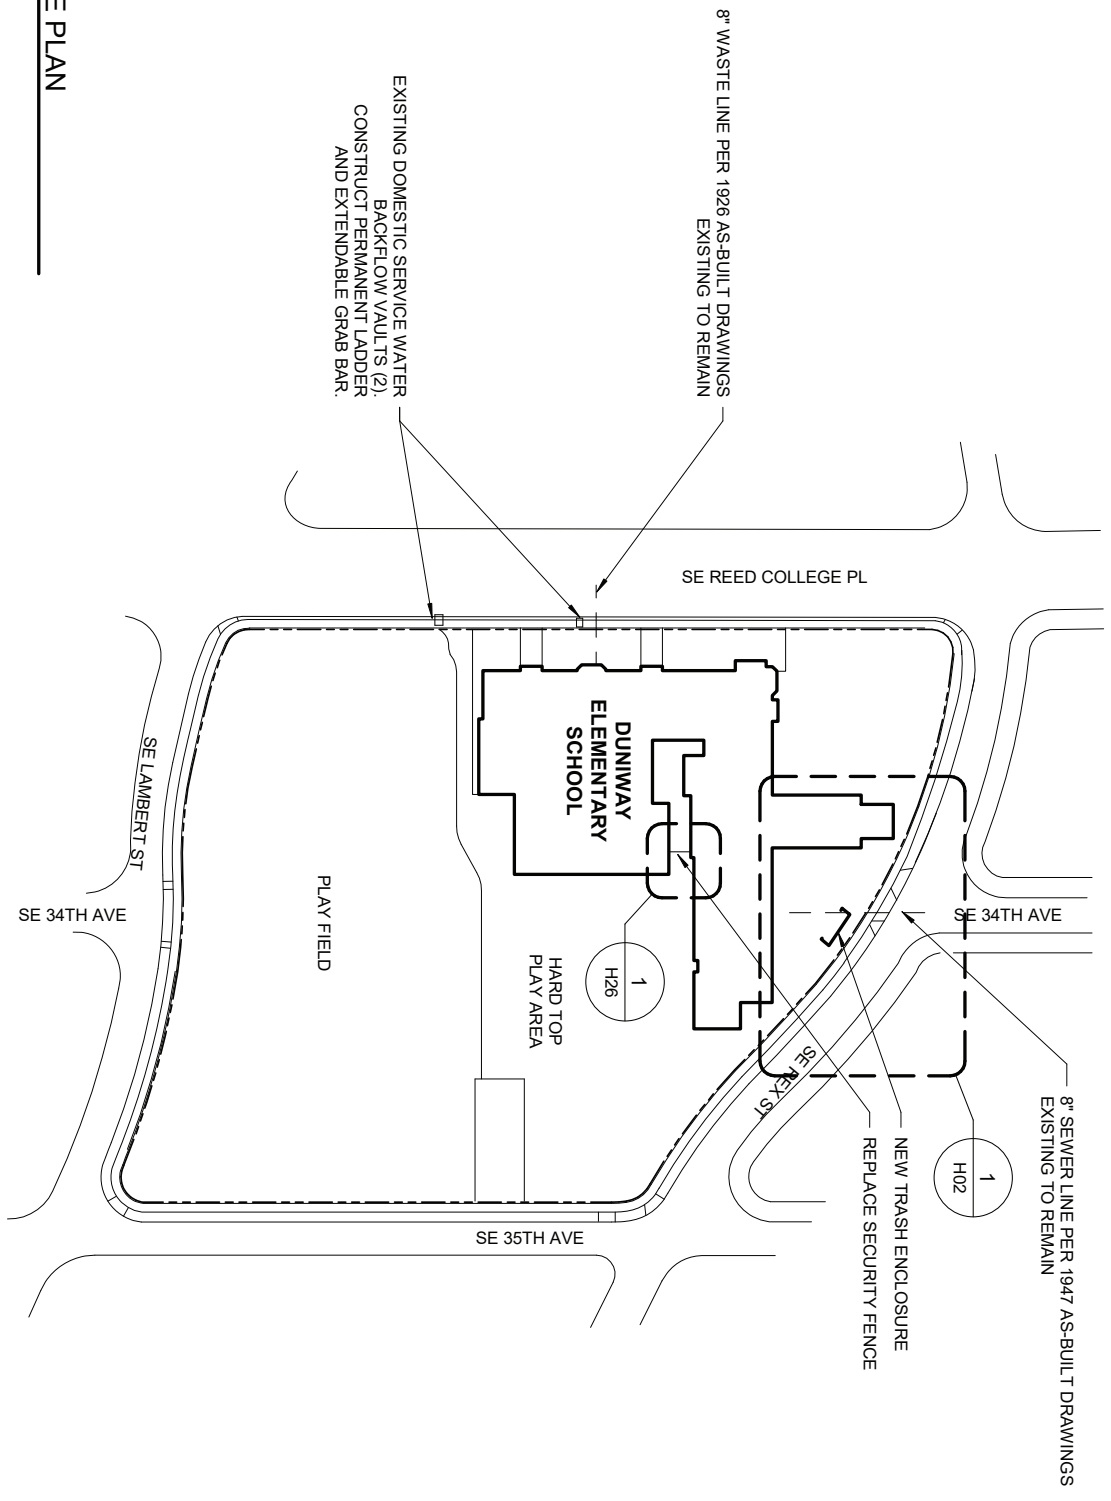 8" WASTE LINE PER 1926 AS-BUILT DRAWINGS
EXISTING TO REMAIN
EXISTING DOMESTIC SERVICE WATER
BACKFLOW VAULTS (2).
CONSTRUCT PERMANENT LADDER
AND EXTENDABLE GRAB BAR.
SE REED COLLEGE PL
DUNIWAY
ELEMENTARY
SCHOOL
SE LAMBERT ST
SE 34TH AVE
SE 34TH AVE
PLAY FIELD
HARD TOP
PLAY AREA
1
H26
SE REX ST
1
H02
8" SEWER LINE PER 1947 AS-BUILT DRAWINGS
EXISTING TO REMAIN
NEW TRASH ENCLOSURE
REPLACE SECURITY FENCE
SE 35TH AVE
E PLAN